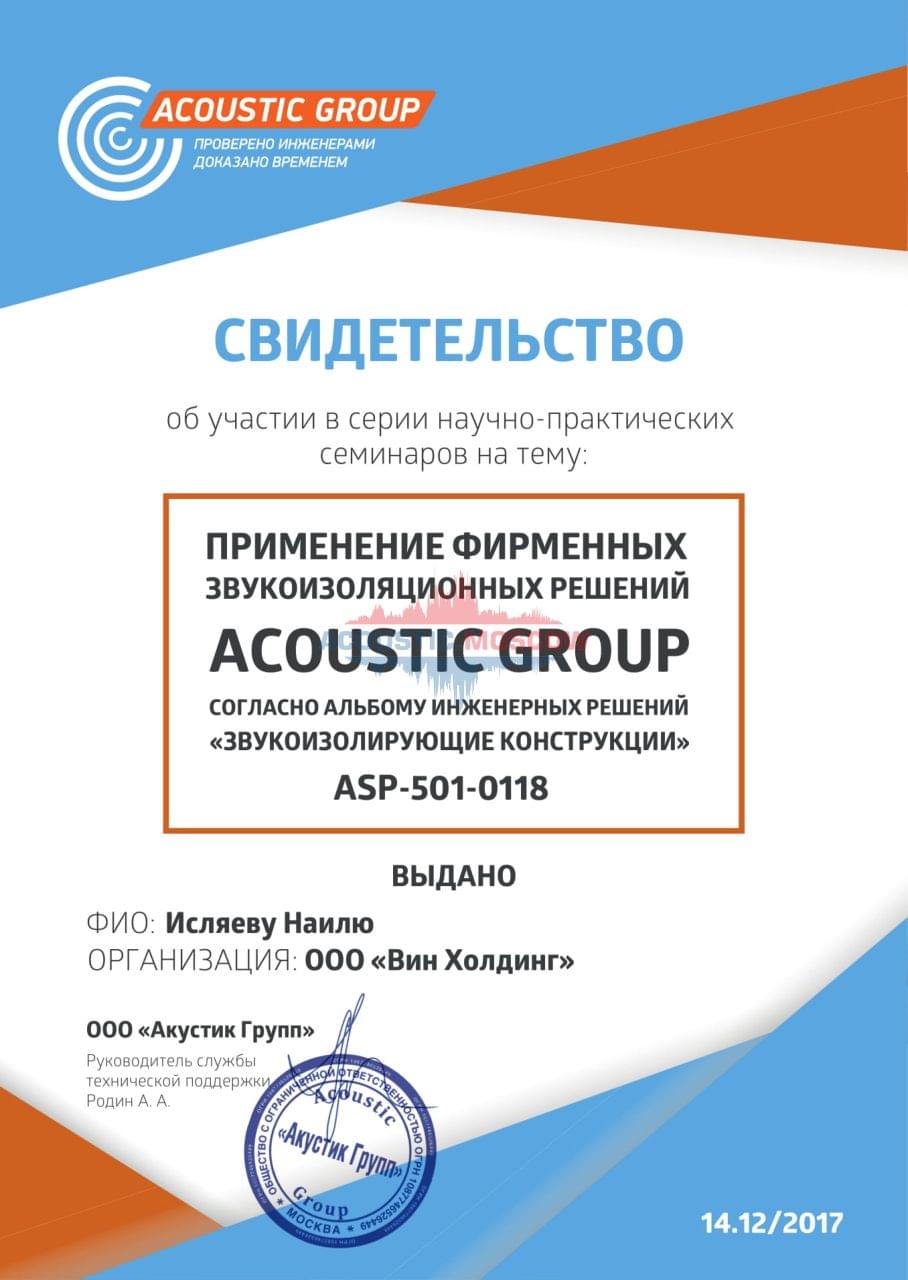 ACOUSTIC GROUP
ПРОВЕРЕНО ИНЖЕНЕРАМИ
ДОКАЗАНО ВРЕМЕНЕМ
СВИДЕТЕЛЬСТВО
об участии в серии научно-практических
семинаров на тему:
ПРИМЕНЕНИЕ ФИРМЕННЫХ
ЗВУКОИЗОЛЯЦИОННЫХ РЕШЕНИЙ
ACOUSTIC MOSCOW
ACOUSTIC GROUP
СОГЛАСНО АЛЬБОМУ ИНЖЕНЕРНЫХ РЕШЕНИЙ
«ЗВУКОИЗОЛИРУЮЩИЕ КОНСТРУКЦИИ»
ASP-501-0118
ВЫДАНО
ФИО: Исляеву Наилю
ОРГАНИЗАЦИЯ: ООО «Вин Холдинг»
ООО «Акустик Групп»
Руководитель службы
технической поддержки
Родин А. А.
ОБЩЕСТВО С ОГРАНИЧЕННОЙ ОТВЕТСТВЕННОСТЬЮ ОГРН 1087746526449
* МОСКВА *
Acoustic
«Акустик Групп»
Group
14.12/2017